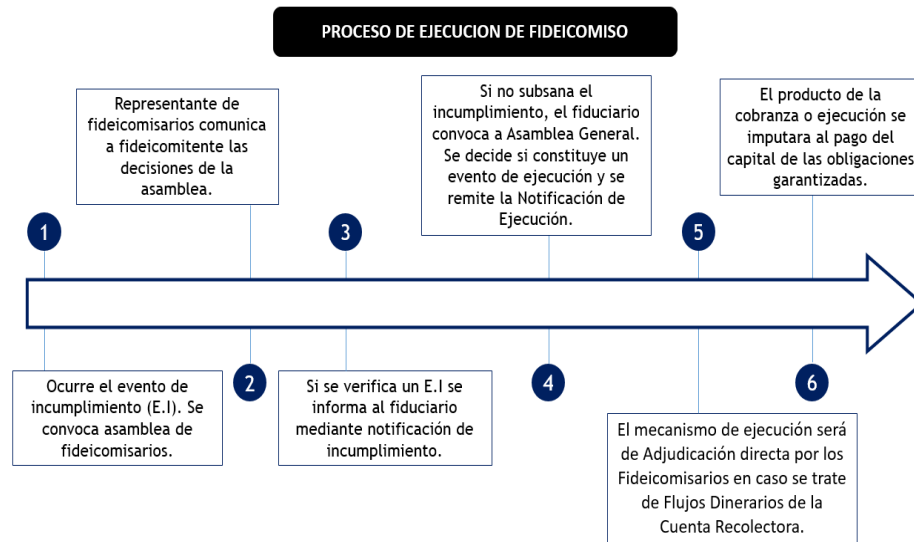 PROCESO DE EJECUCION DE FIDEICOMISO
1
Ocurre el evento de
incumplimiento (E.I). Se
convoca asamblea de
fideicomisarios.
Representante de
fideicomisarios comunica
a fideicomitente las
decisiones de la
asamblea.
2
3
Si se verifica un E.I se
informa al fiduciario
mediante notificación de
incumplimiento.
Si no subsana el
incumplimiento, el fiduciario
convoca a Asamblea General.
Se decide si constituye un
evento de ejecución y se
remite la Notificación de
Ejecución.
4
5
El mecanismo de ejecución será
de Adjudicación directa por los
Fideicomisarios en caso se trate
de Flujos Dinerarios de la
Cuenta Recolectora.
El producto de la
cobranza o ejecución se
imputara al pago del
capital de las obligaciones
garantizadas.
6